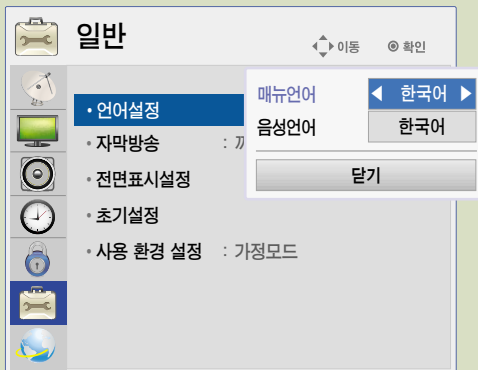 일반
이동
확인
매뉴언어
한국어
• 언어설정
음성언어
한국어
• 자막방송 :
닫기
• 전면표시설정
• 초기설정
• 사용 환경 설정 : 가정모드